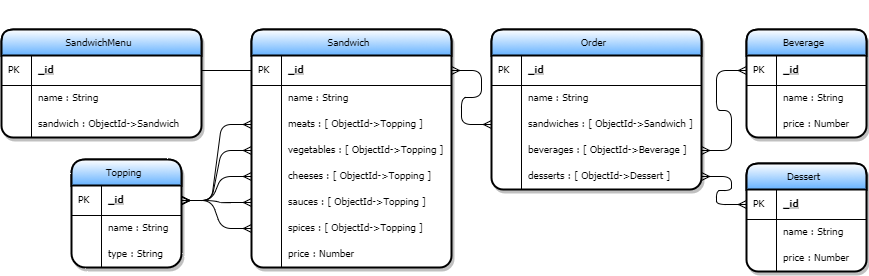 SandwichMenu
PK _id
name : String
sandwich : ObjectId->Sandwich
Topping
PK _id
name : String
type : String
Sandwich
PK _id
name : String
meats : [ ObjectId->Topping ]
vegetables : [ ObjectId->Topping ]
cheeses : [ ObjectId->Topping ]
sauces : [ ObjectId->Topping ]
spices : [ ObjectId->Topping ]
price : Number
Order
PK _id
name : String
sandwiches : [ ObjectId->Sandwich ]
beverages : [ ObjectId->Beverage ]
desserts : [ ObjectId->Dessert ]
Beverage
PK _id
name : String
price : Number
Dessert
PK _id
name : String
price : Number